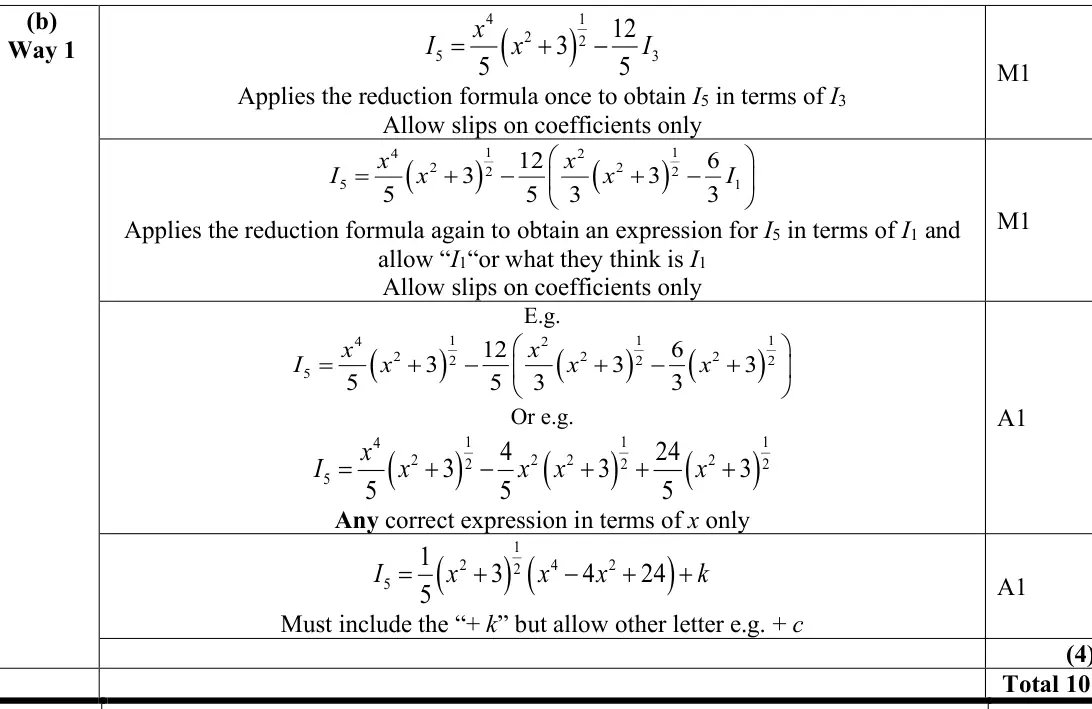 (b)
Way 1
I₅ = x⁴/5 (x² + 3)^(1/2) − 12/5 I₃
Applies the reduction formula once to obtain I₅ in terms of I₃
Allow slips on coefficients only
M1
I₅ = x⁴/5 (x² + 3)^(1/2) − 12/5 (x²/3 (x² + 3)^(1/2) − 6/3 I₁)
Applies the reduction formula again to obtain an expression for I₅ in terms of I₁ and
allow “I₁“or what they think is I₁
Allow slips on coefficients only
M1
E.g.
I₅ = x⁴/5 (x² + 3)^(1/2) − 12/5 (x²/3 (x² + 3)^(1/2) − 6/3 (x² + 3)^(1/2))
Or e.g.
I₅ = x⁴/5 (x² + 3)^(1/2) − 4/5 x² (x² + 3)^(1/2) + 24/5 (x² + 3)^(1/2)
Any correct expression in terms of x only
A1
I₅ = 1/5 (x² + 3)^(1/2) (x⁴ − 4x² + 24) + k
Must include the “+ k” but allow other letter e.g. + c
A1
(4)
Total 10